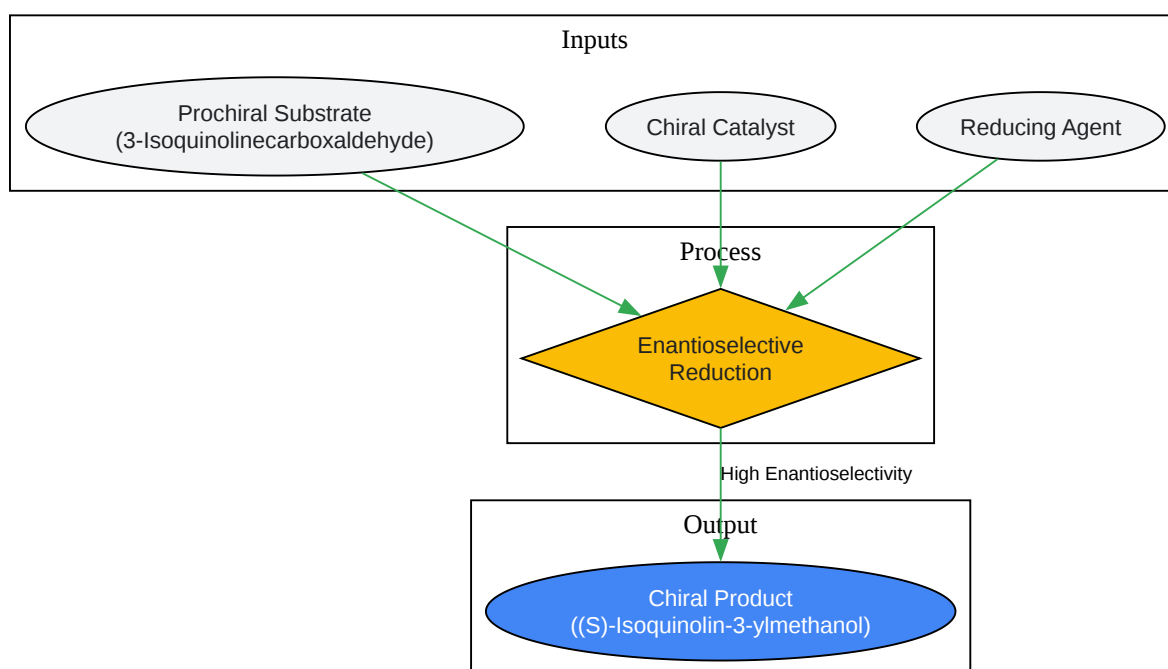 Inputs
Prochiral Substrate
(3-Isoquinolinecarboxaldehyde)
Chiral Catalyst
Reducing Agent
Process
Enantioselective
Reduction
High Enantioselectivity
Output
Chiral Product
((S)-Isoquinolin-3-ylmethanol)